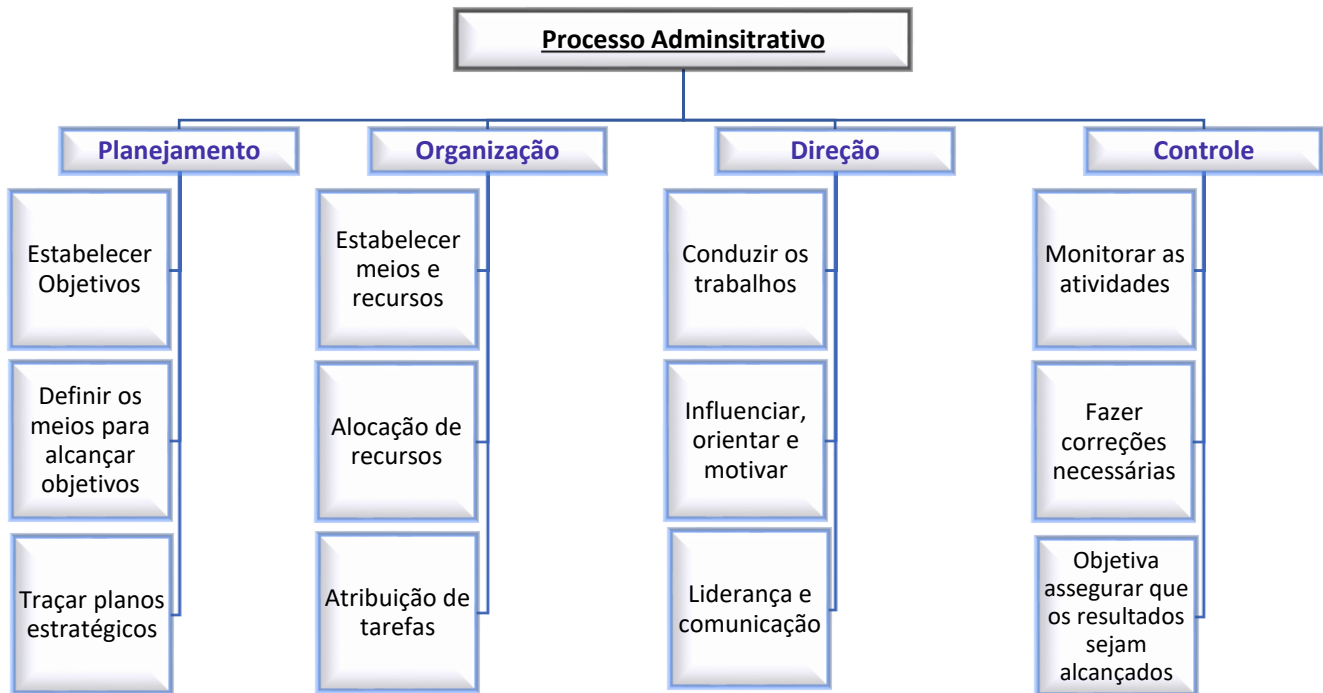 Processo Adminsitrativo
Planejamento
Estabelecer
Objetivos
Definir os
meios para
alcançar
objetivos
Traçar planos
estratégicos
Organização
Estabelecer
meios e
recursos
Alocação de
recursos
Atribuição de
tarefas
Direção
Conduzir os
trabalhos
Influenciar,
orientar e
motivar
Liderança e
comunicação
Controle
Monitorar as
atividades
Fazer
correções
necessárias
Objetiva
assegurar que
os resultados
sejam
alcançados